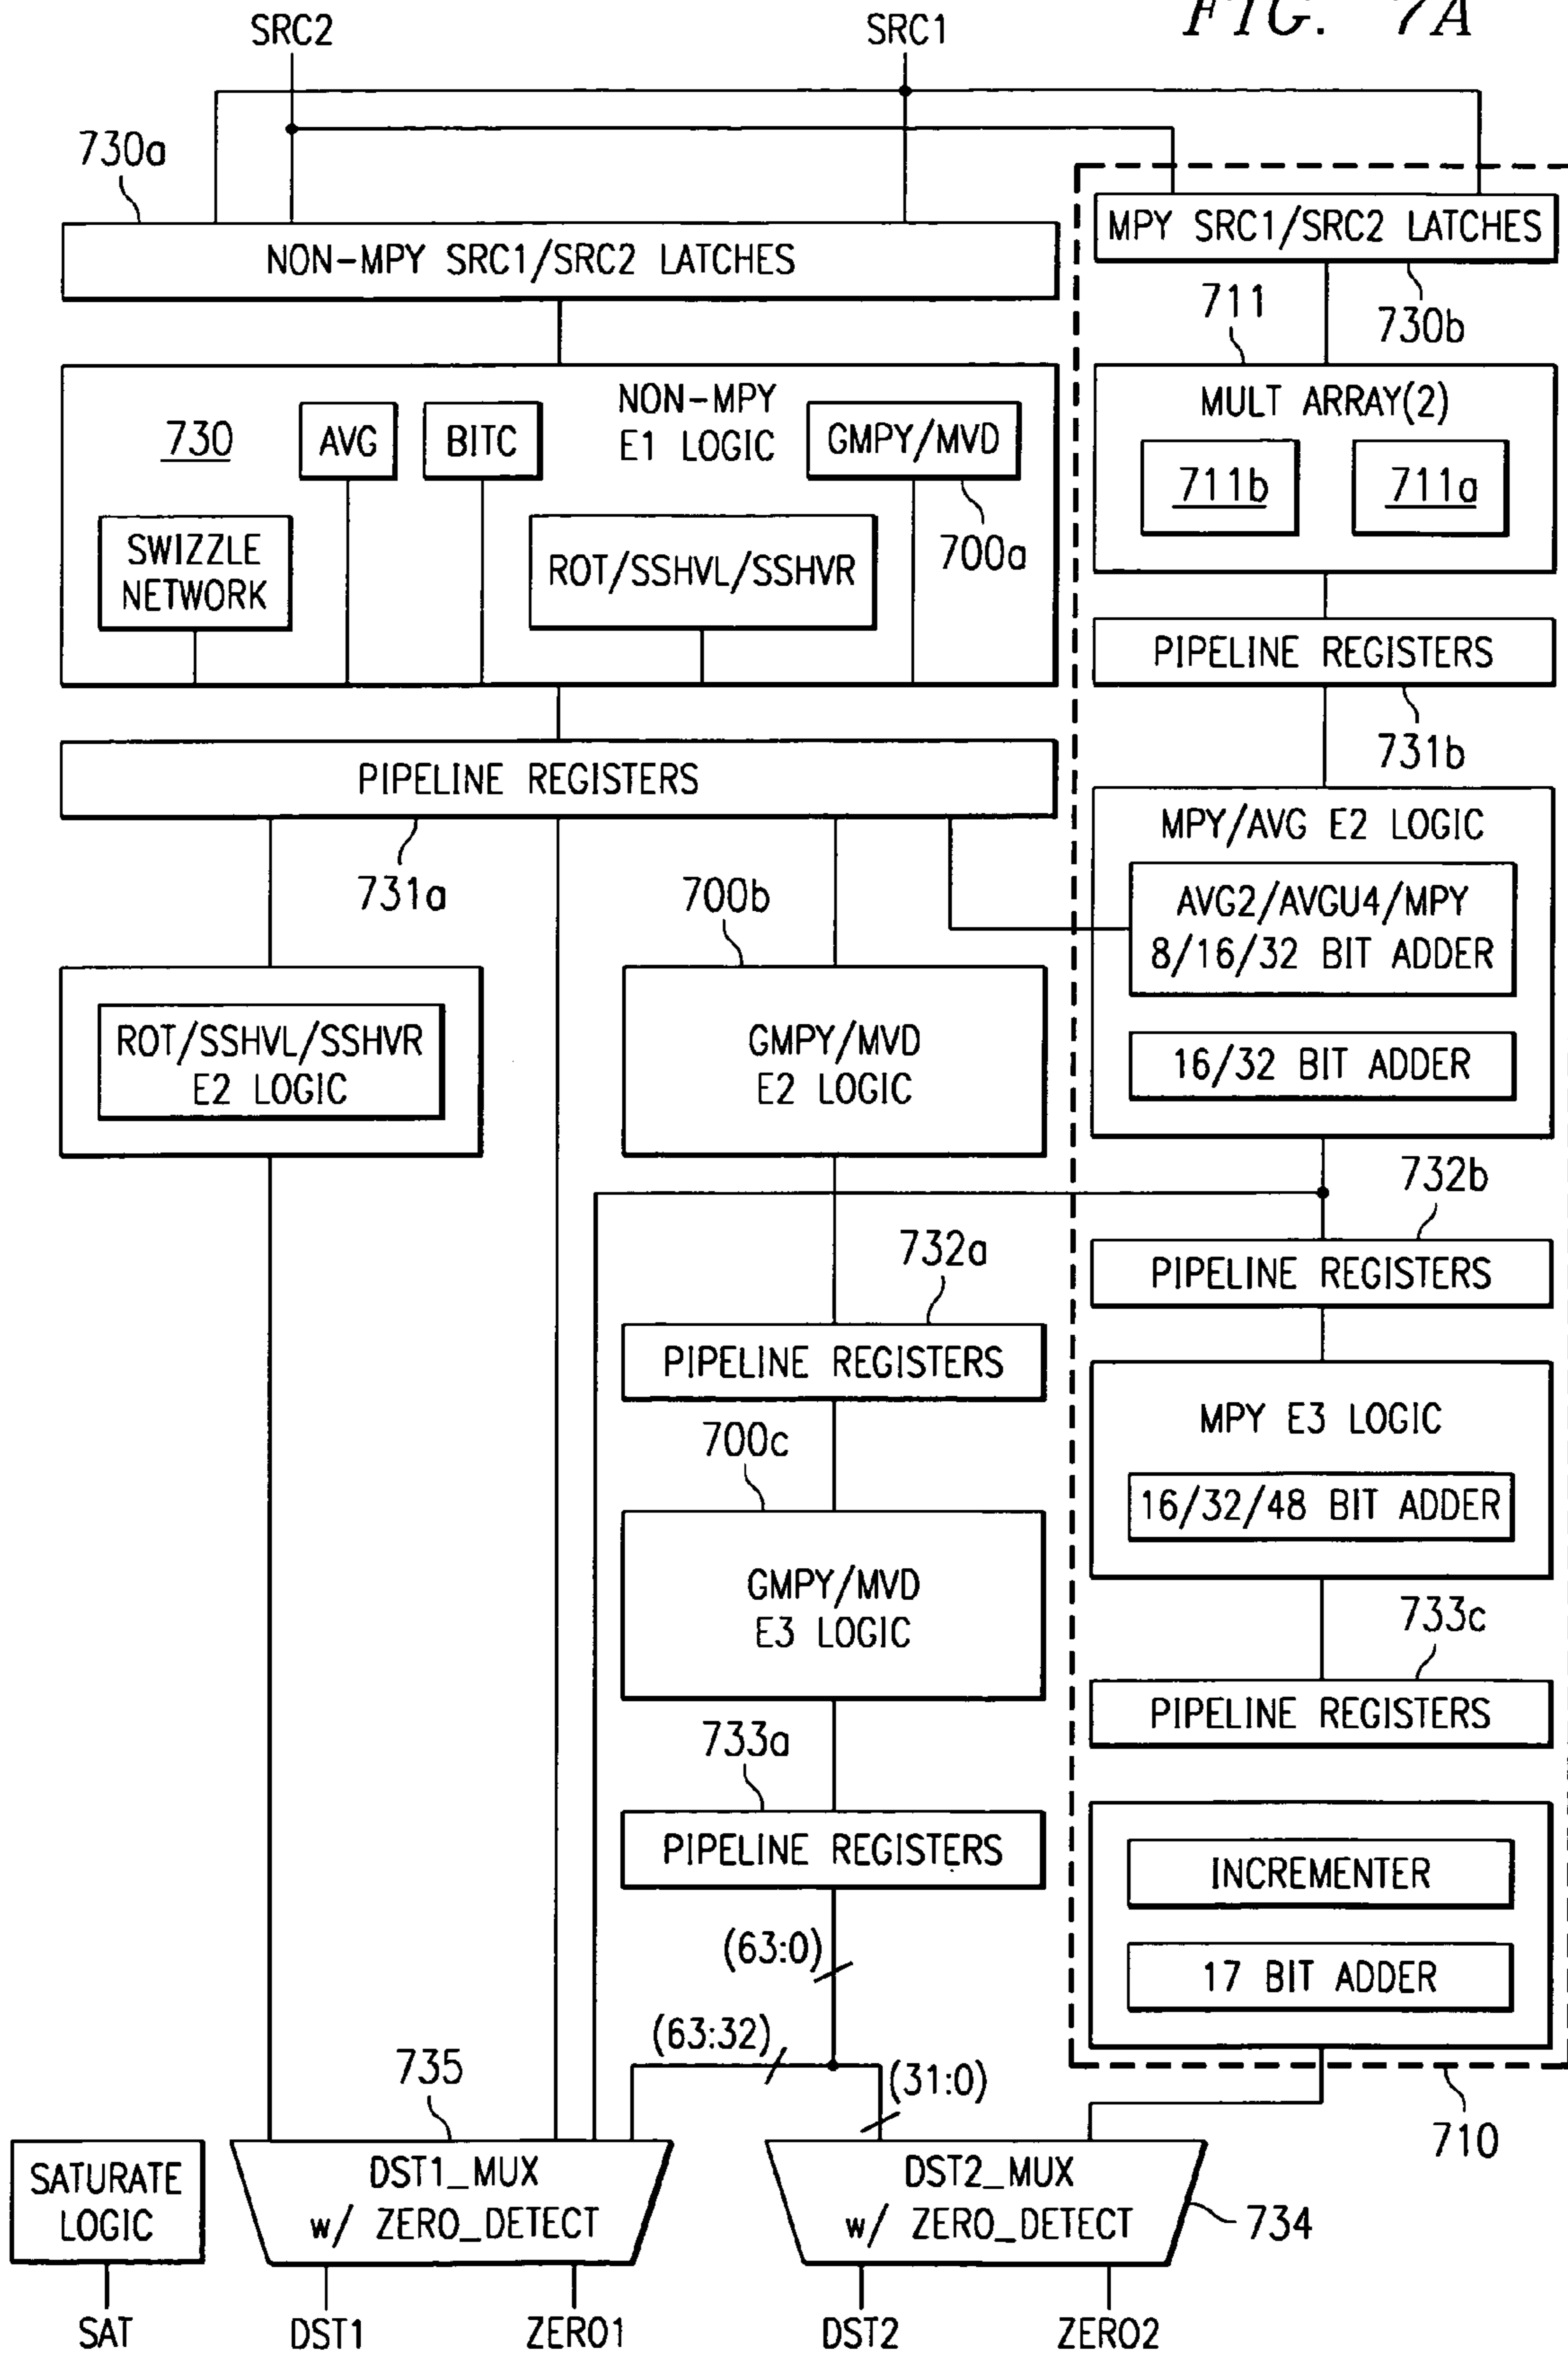 FIG. 7A
SRC2
SRC1
730a
NON-MPY SRC1/SRC2 LATCHES
MPY SRC1/SRC2 LATCHES
711
730b
730
AVG
BITC
NON-MPY
E1 LOGIC
GMPY/MVD
SWIZZLE
NETWORK
ROT/SSHVL/SSHVR
700a
MULT ARRAY(2)
711b
711a
PIPELINE REGISTERS
731b
PIPELINE REGISTERS
731a
700b
MPY/AVG E2 LOGIC
AVG2/AVGU4/MPY
8/16/32 BIT ADDER
16/32 BIT ADDER
ROT/SSHVL/SSHVR
E2 LOGIC
GMPY/MVD
E2 LOGIC
732b
732a
PIPELINE REGISTERS
PIPELINE REGISTERS
700c
MPY E3 LOGIC
16/32/48 BIT ADDER
GMPY/MVD
E3 LOGIC
733c
733a
PIPELINE REGISTERS
PIPELINE REGISTERS
INCREMENTER
17 BIT ADDER
(63:0)
(63:32)
(31:0)
735
710
SATURATE
LOGIC
DST1_MUX
w/ ZERO_DETECT
DST2_MUX
w/ ZERO_DETECT
734
SAT
DST1
ZERO1
DST2
ZERO2